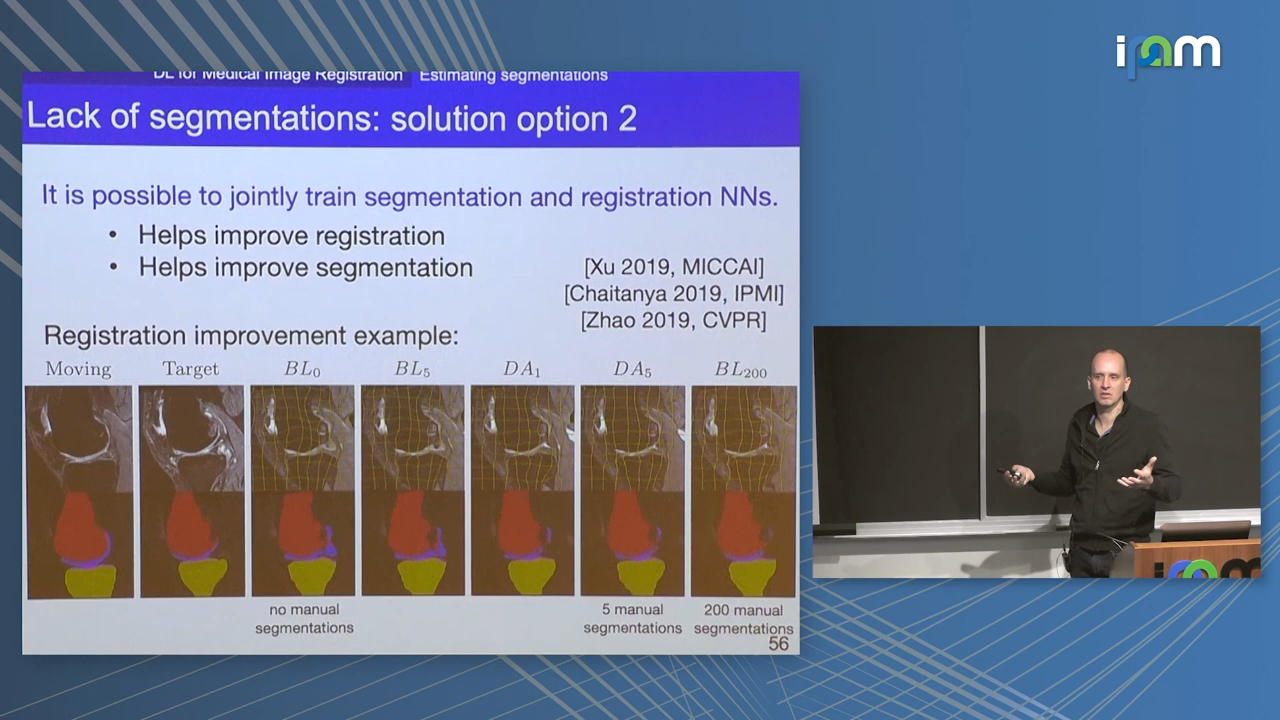 ipam
DL for Medical Image Registration Estimating segmentations
Lack of segmentations: solution option 2
It is possible to jointly train segmentation and registration NNs.
• Helps improve registration
• Helps improve segmentation
[Xu 2019, MICCAI]
[Chaitanya 2019, IPMI]
[Zhao 2019, CVPR]
Registration improvement example:
Moving Target BL0 BL5 DA1 DA5 BL200
no manual segmentations
5 manual segmentations
200 manual segmentations
56
ipam